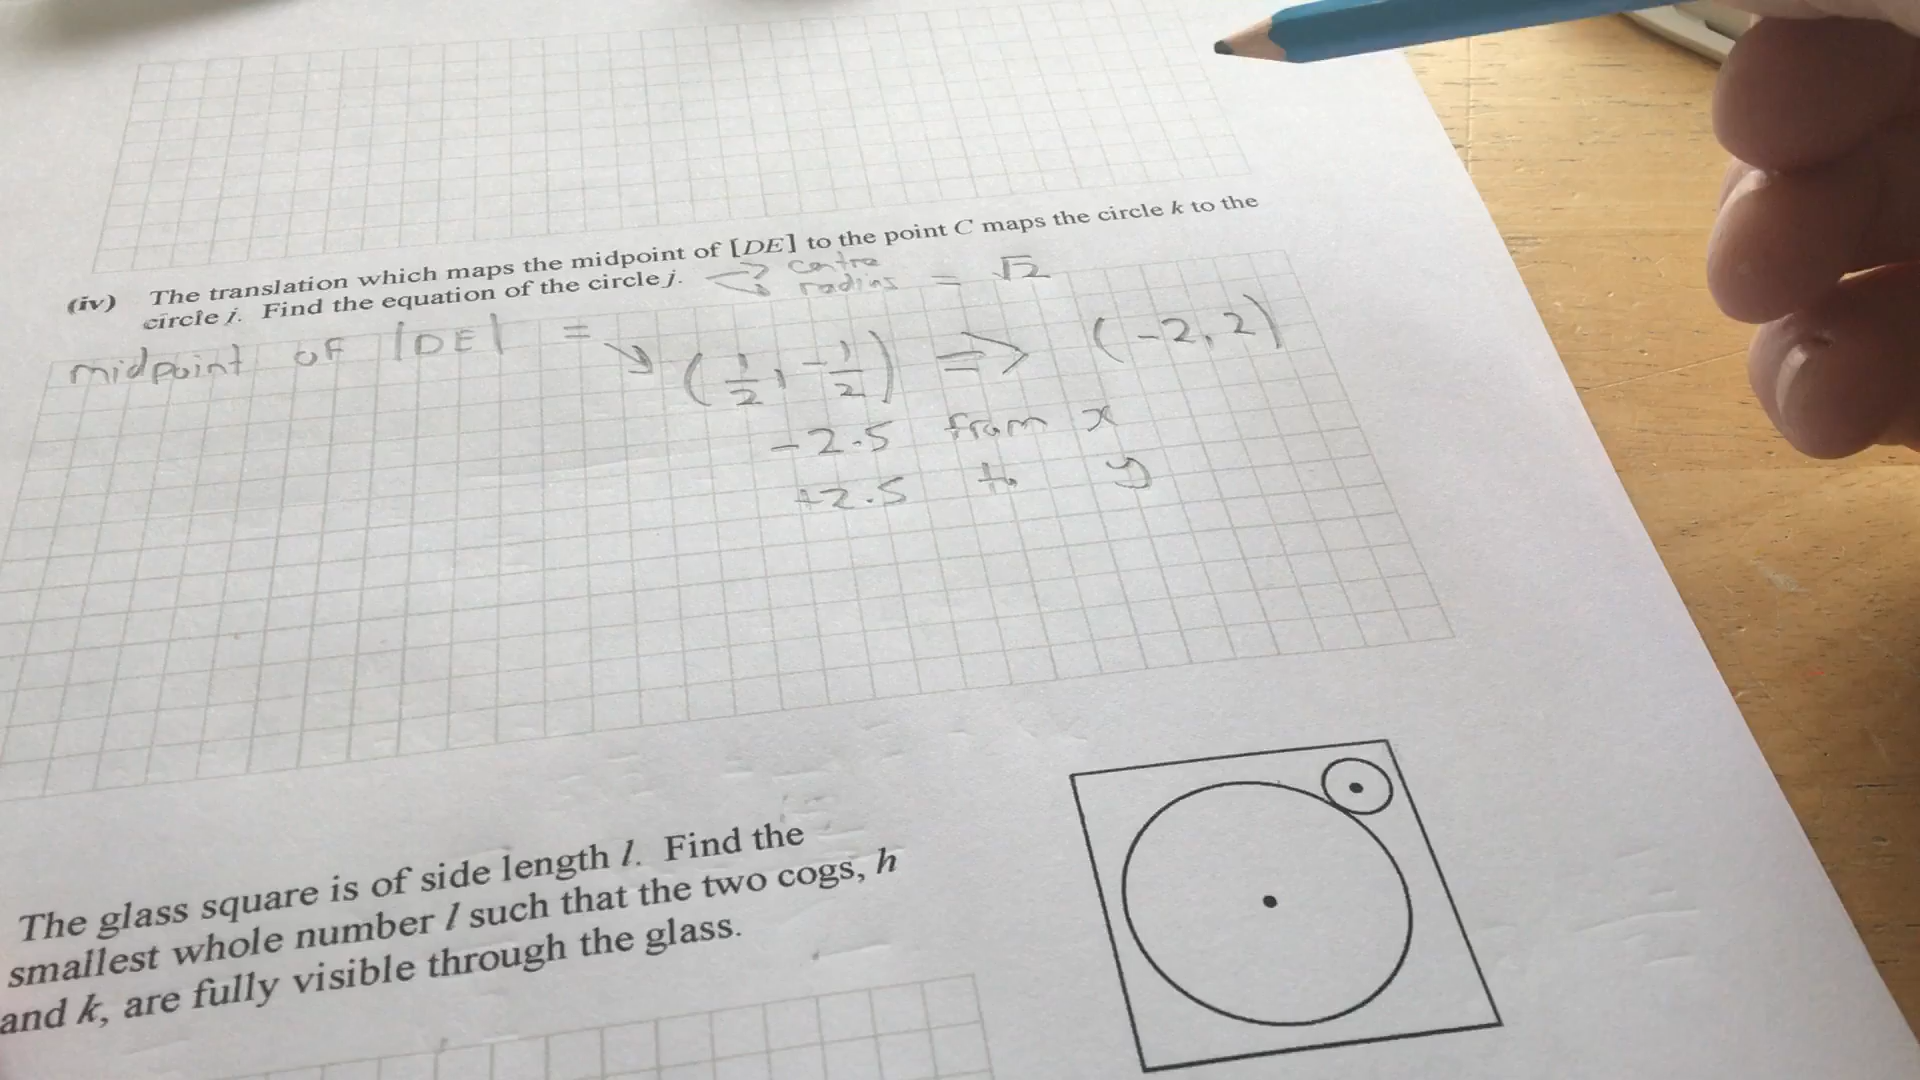 (iv) The translation which maps the midpoint of [DE] to the point C maps the circle k to the
circle j. Find the equation of the circle j.
centre
radius = √2
midpoint of |DE| =
(1/2, -1/2) => (-2, 2)
-2.5 from x
+2.5 to y
The glass square is of side length l. Find the
smallest whole number l such that the two cogs, h
and k, are fully visible through the glass.